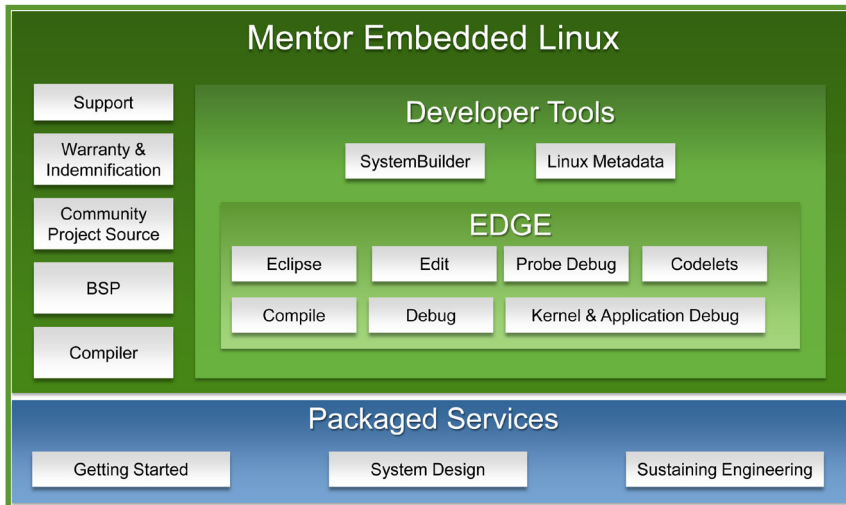 Mentor Embedded Linux
Support
Warranty &
Indemnification
Community
Project Source
BSP
Compiler
Developer Tools
SystemBuilder
Linux Metadata
EDGE
Eclipse
Edit
Probe Debug
Codelets
Compile
Debug
Kernel & Application Debug
Packaged Services
Getting Started
System Design
Sustaining Engineering